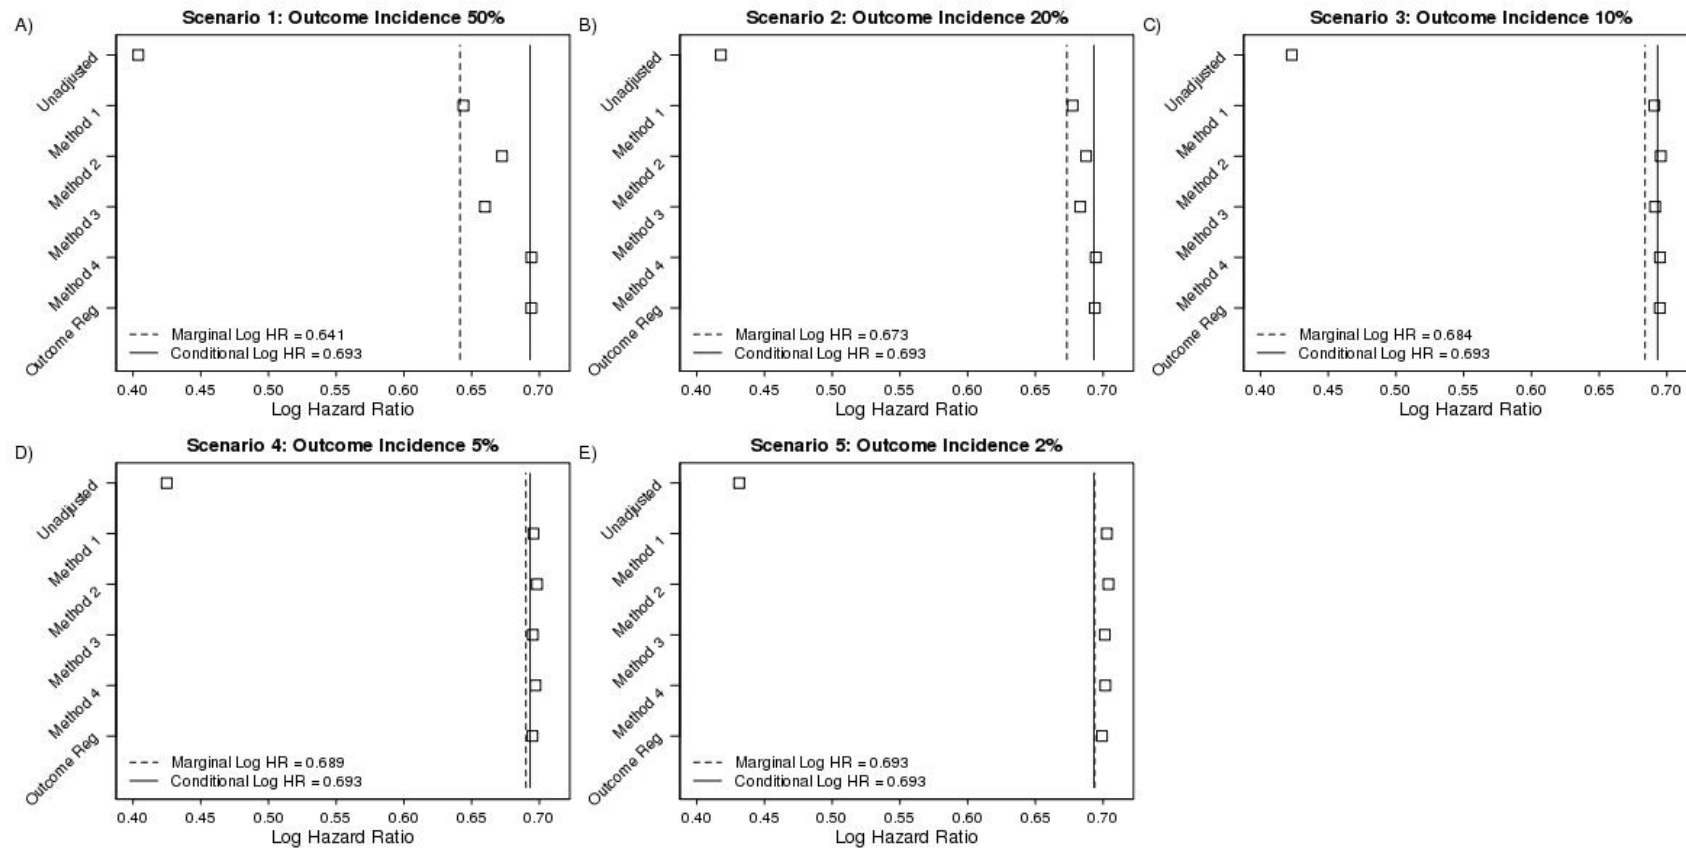 A)
Scenario 1: Outcome Incidence 50%
Unadjusted
Method 1
Method 2
Method 3
Method 4
Outcome Reg
Marginal Log HR = 0.641
Conditional Log HR = 0.693
0.40 0.45 0.50 0.55 0.60 0.65 0.70
Log Hazard Ratio
B)
Scenario 2: Outcome Incidence 20%
Unadjusted
Method 1
Method 2
Method 3
Method 4
Outcome Reg
Marginal Log HR = 0.673
Conditional Log HR = 0.693
0.40 0.45 0.50 0.55 0.60 0.65 0.70
Log Hazard Ratio
C)
Scenario 3: Outcome Incidence 10%
Unadjusted
Method 1
Method 2
Method 3
Method 4
Outcome Reg
Marginal Log HR = 0.684
Conditional Log HR = 0.693
0.40 0.45 0.50 0.55 0.60 0.65 0.70
Log Hazard Ratio
D)
Scenario 4: Outcome Incidence 5%
Unadjusted
Method 1
Method 2
Method 3
Method 4
Outcome Reg
Marginal Log HR = 0.689
Conditional Log HR = 0.693
0.40 0.45 0.50 0.55 0.60 0.65 0.70
Log Hazard Ratio
E)
Scenario 5: Outcome Incidence 2%
Unadjusted
Method 1
Method 2
Method 3
Method 4
Outcome Reg
Marginal Log HR = 0.693
Conditional Log HR = 0.693
0.40 0.45 0.50 0.55 0.60 0.65 0.70
Log Hazard Ratio